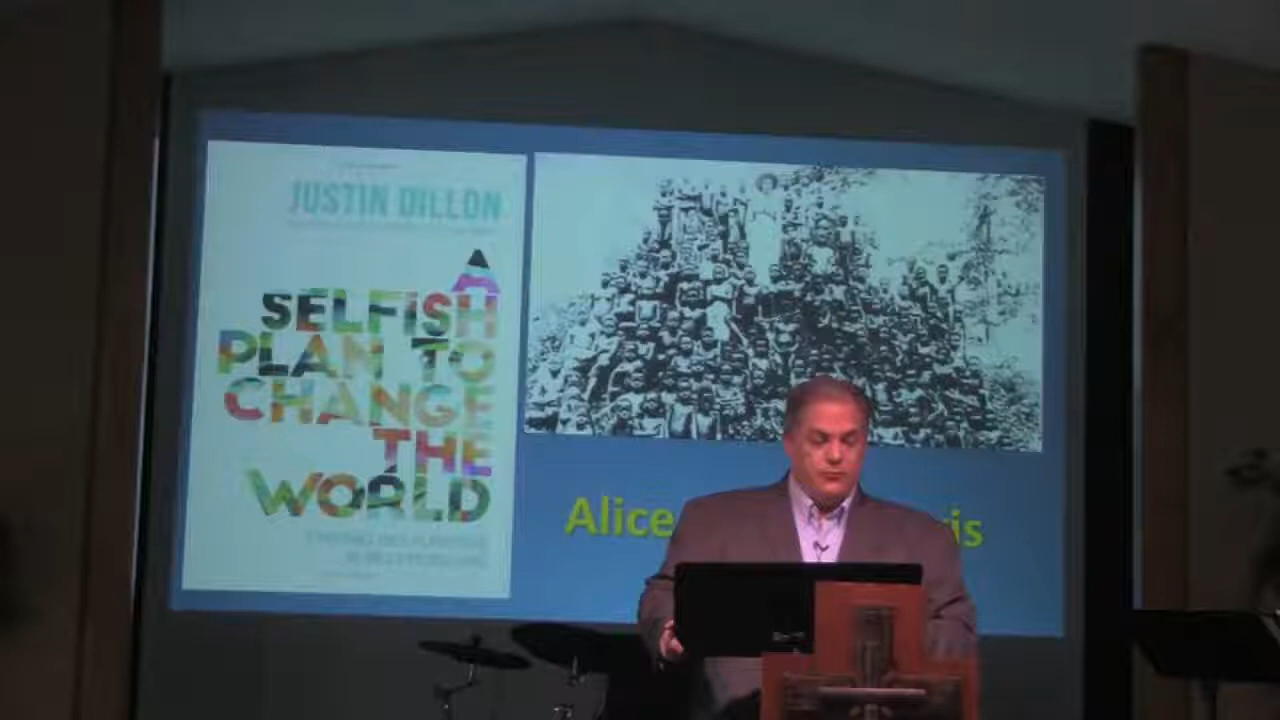 JUSTIN DILLON
A
SELFISH
PLAN TO
CHANGE
THE
WORLD
Alice
is